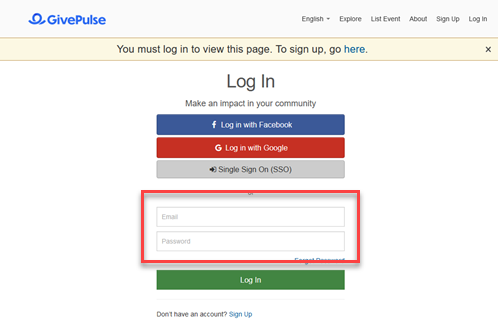 GivePulse
English Explore List Event About Sign Up Log In
You must log in to view this page. To sign up, go here. ×
Log In
Make an impact in your community
f Log in with Facebook
G Log in with Google
Single Sign On (SSO)
or
Email
Password
Forgot Password
Log In
Don't have an account? Sign Up